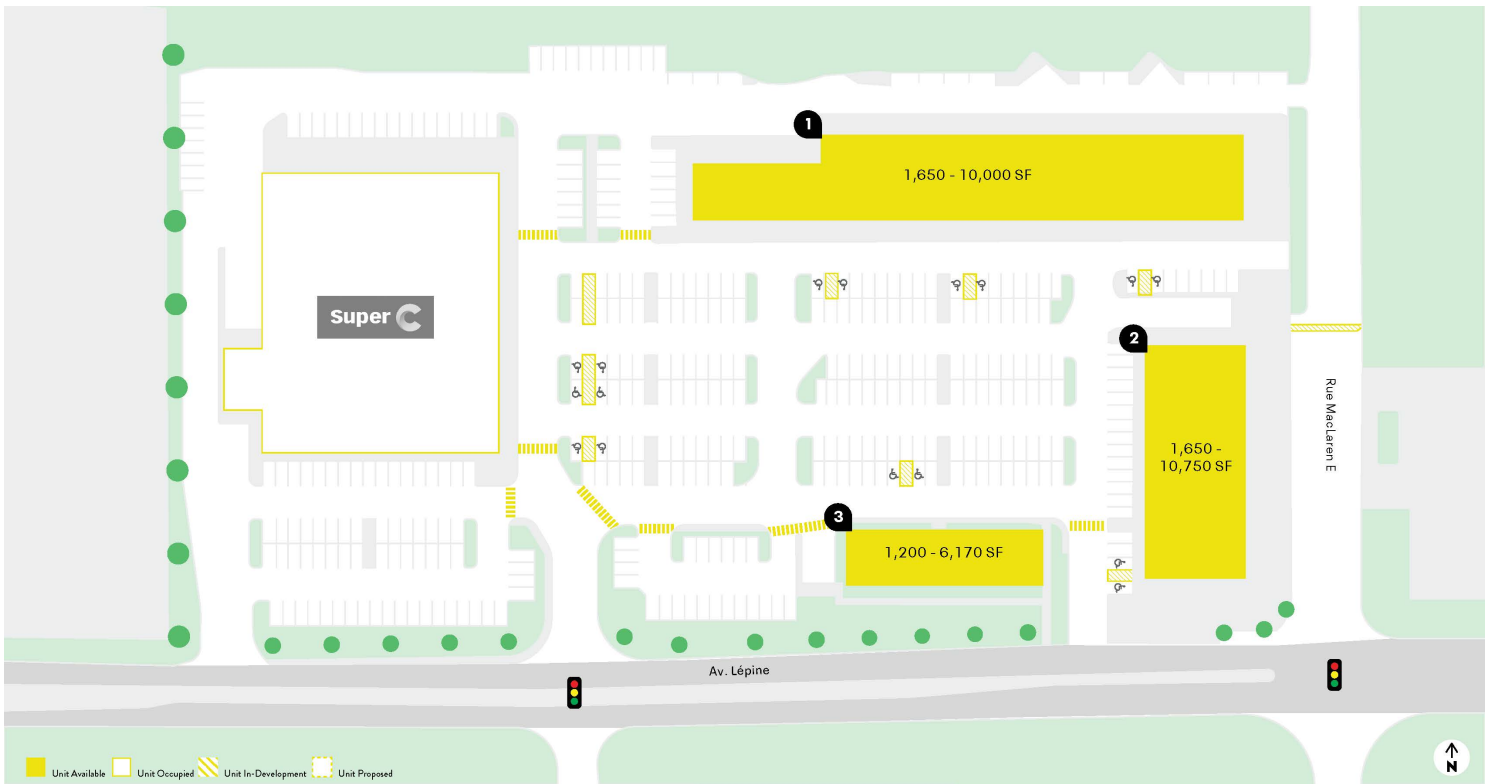 1
1,650 - 10,000 SF
Super C
2
Rue MacLaren E
1,650 -
10,750 SF
3
1,200 - 6,170 SF
Av. Lépine
Unit Available Unit Occupied Unit In-Development Unit Proposed
N